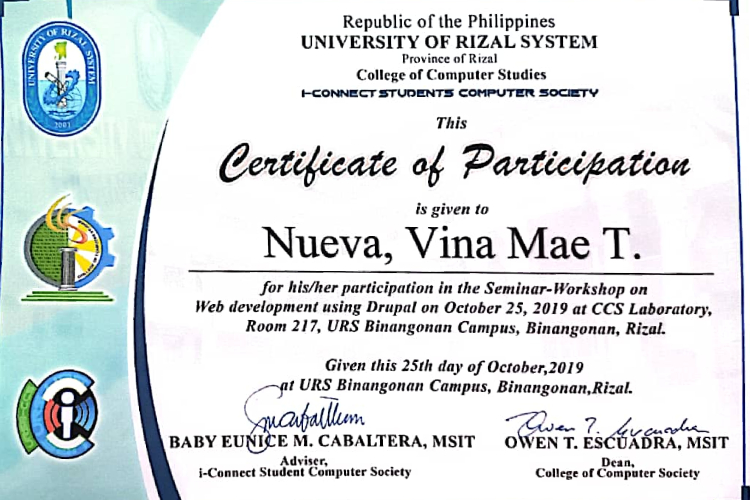 Republic of the Philippines
UNIVERSITY OF RIZAL SYSTEM
Province of Rizal
College of Computer Studies
I-CONNECT STUDENTS COMPUTER SOCIETY
This
Certificate of Participation
is given to
Nueva, Vina Mae T.
for his/her participation in the Seminar-Workshop on
Web development using Drupal on October 25, 2019 at CCS Laboratory,
Room 217, URS Binangonan Campus, Binangonan, Rizal.
Given this 25th day of October,2019
at URS Binangonan Campus, Binangonan,Rizal.
BABY EUNICE M. CABALTERA, MSIT
Adviser,
i-Connect Student Computer Society
Owen T. Escuadra
OWEN T. ESCUADRA, MSIT
Dean,
College of Computer Society
UNIVERSITY OF RIZAL SYSTEM
2001